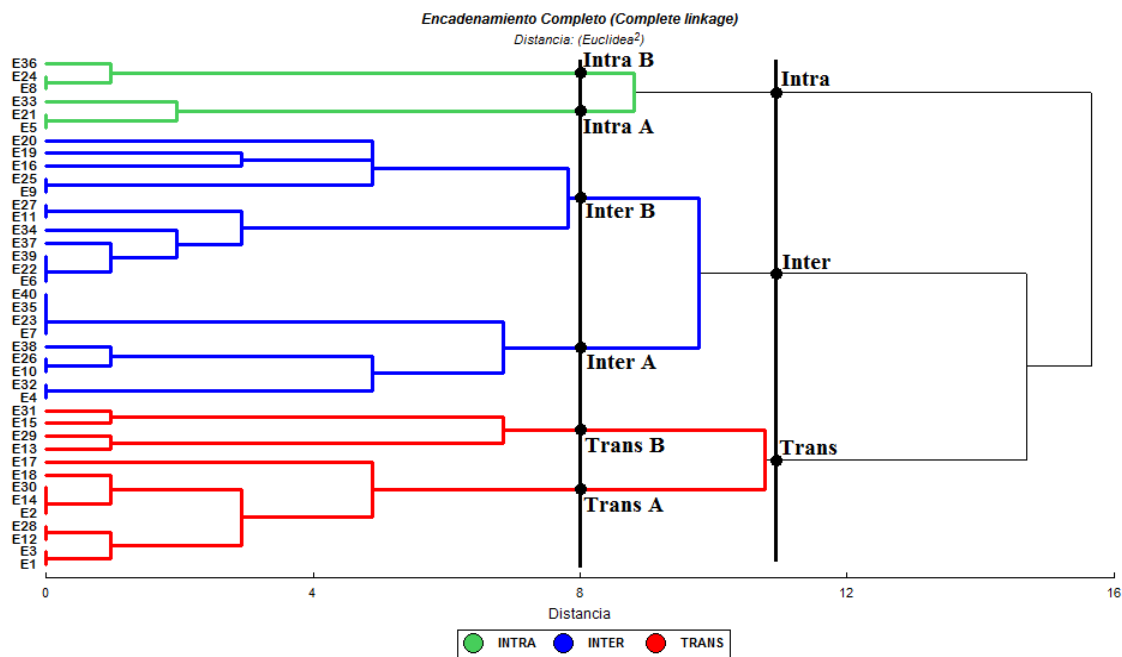 Encadenamiento Completo (Complete linkage)
Distancia: (Euclidea²)
E36
E24
E8
E33
E21
E5
E20
E19
E16
E25
E9
E27
E11
E34
E37
E39
E22
E6
E40
E35
E23
E7
E38
E26
E10
E32
E4
E31
E15
E29
E13
E17
E18
E30
E14
E2
E28
E12
E3
E1
Intra B
Intra A
Inter B
Inter A
Trans B
Trans A
Intra
Inter
Trans
0 4 8 12 16
Distancia
INTRA INTER TRANS